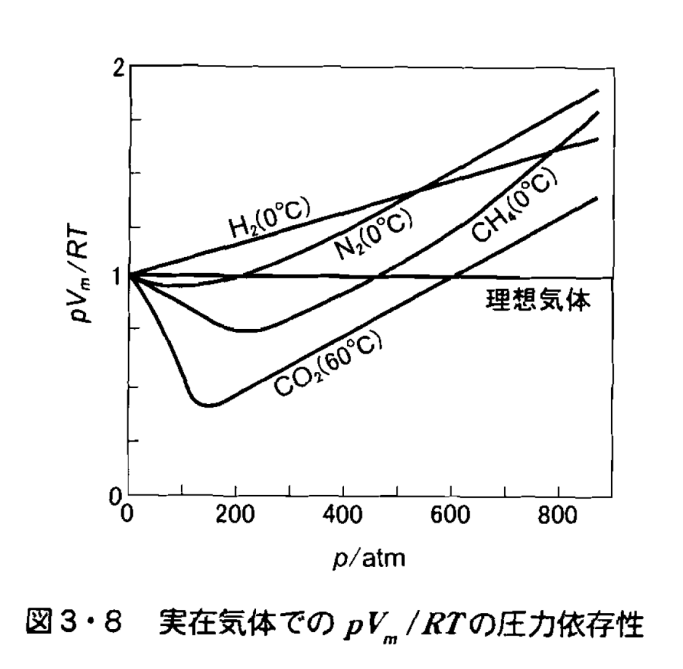 2
H₂(0°C)
N₂(0°C)
CH₄(0°C)
pVₘ/RT
1
理想気体
CO₂(60°C)
0
0 200 400 600 800
p/atm
図3・8 実在気体での pVₘ/RTの圧力依存性